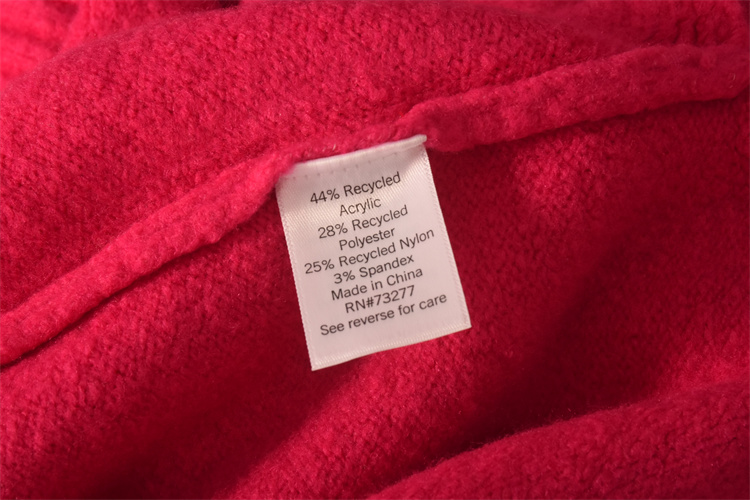 44% Recycled
Acrylic
28% Recycled
Polyester
25% Recycled Nylon
3% Spandex
Made in China
RN#73277
See reverse for care